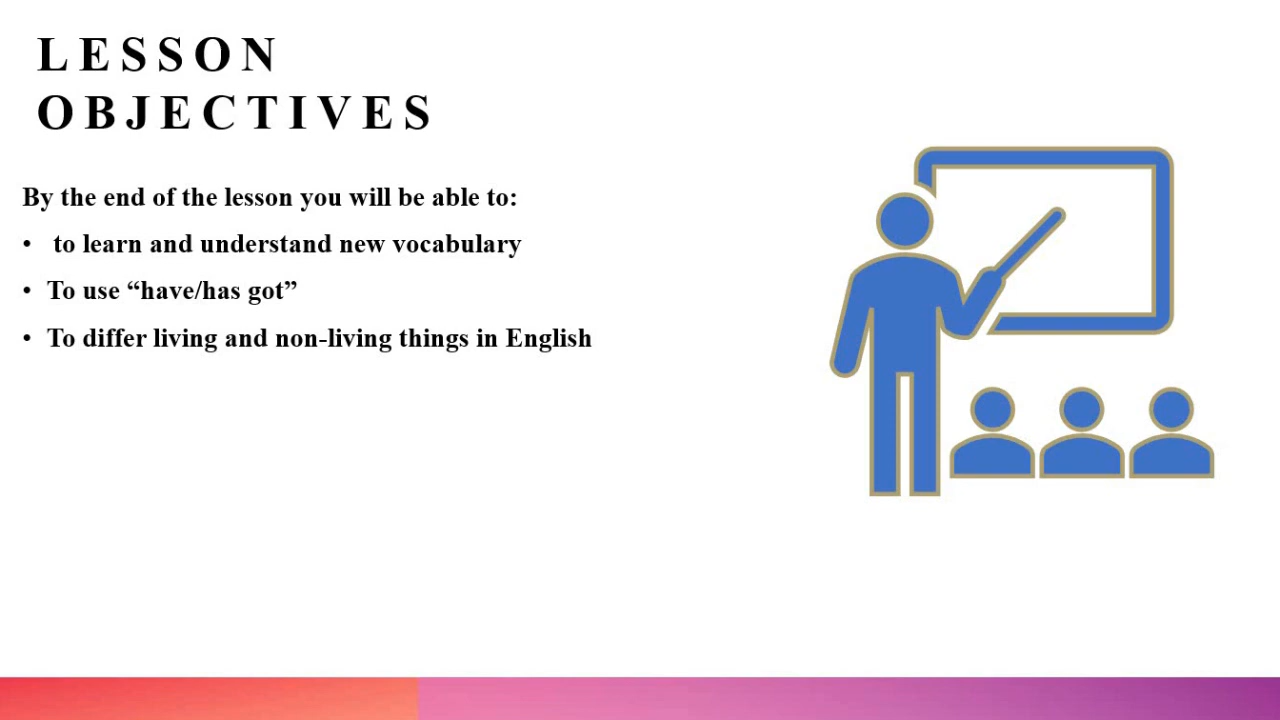 LESSON
OBJECTIVES
By the end of the lesson you will be able to:
• to learn and understand new vocabulary
• To use “have/has got”
• To differ living and non-living things in English